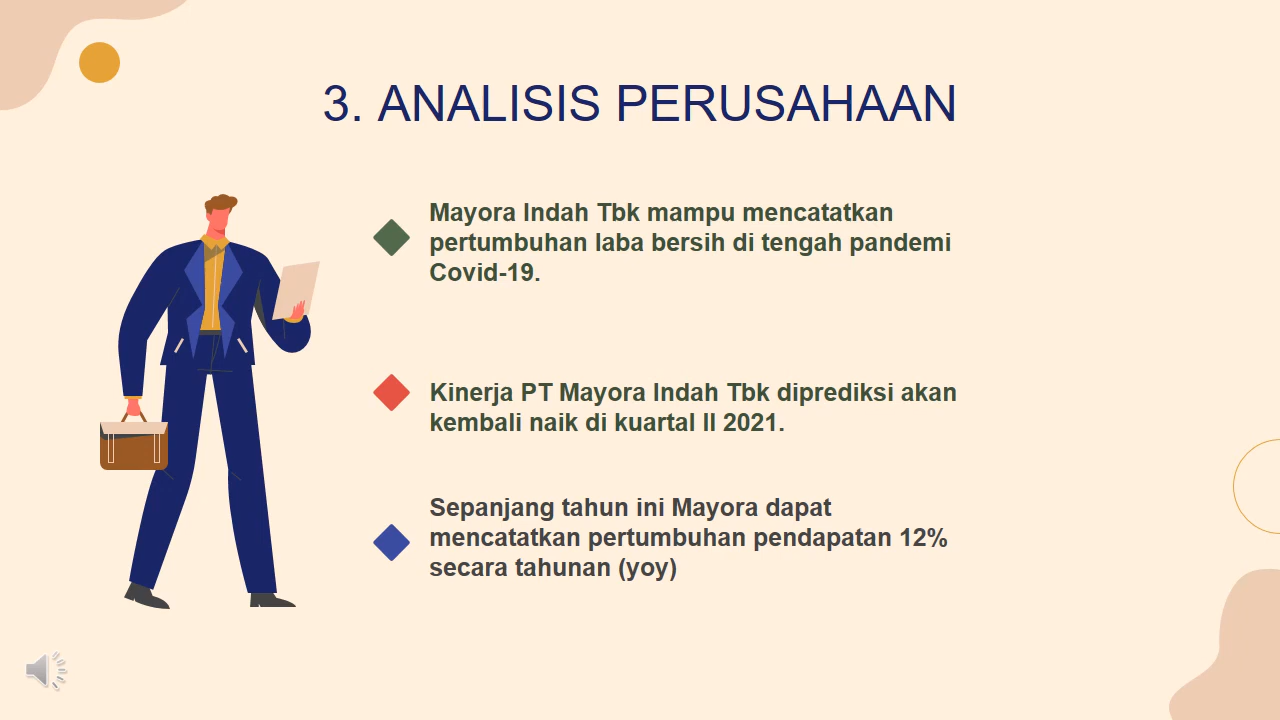 3. ANALISIS PERUSAHAAN
Mayora Indah Tbk mampu mencatatkan
pertumbuhan laba bersih di tengah pandemi
Covid-19.
Kinerja PT Mayora Indah Tbk diprediksi akan
kembali naik di kuartal II 2021.
Sepanjang tahun ini Mayora dapat
mencatatkan pertumbuhan pendapatan 12%
secara tahunan (yoy)